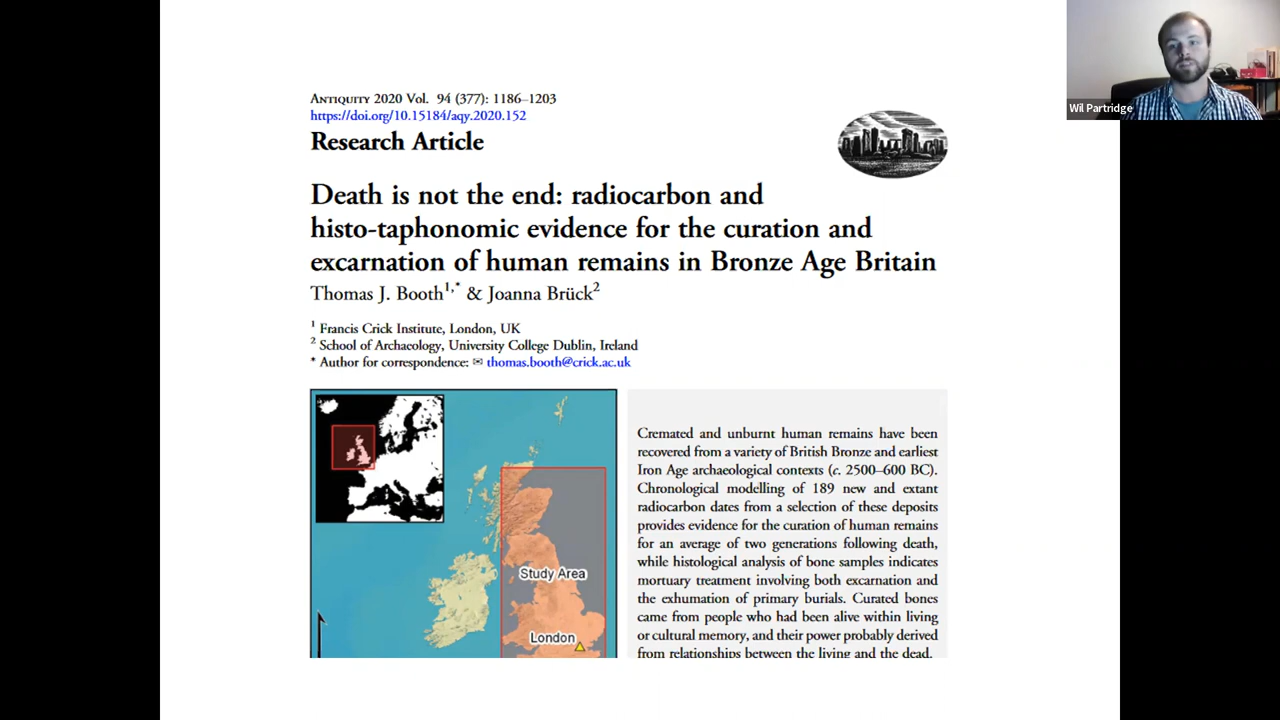 Wil Partridge
Antiquity 2020 Vol. 94 (377): 1186–1203
https://doi.org/10.15184/aqy.2020.152
Research Article
Death is not the end: radiocarbon and
histo-taphonomic evidence for the curation and
excarnation of human remains in Bronze Age Britain
Thomas J. Booth1,* & Joanna Brück2
1 Francis Crick Institute, London, UK
2 School of Archaeology, University College Dublin, Ireland
* Author for correspondence: ✉ thomas.booth@crick.ac.uk
Study Area
London
Cremated and unburnt human remains have been
recovered from a variety of British Bronze and earliest
Iron Age archaeological contexts (c. 2500–600 BC).
Chronological modelling of 189 new and extant
radiocarbon dates from a selection of these deposits
provides evidence for the curation of human remains
for an average of two generations following death,
while histological analysis of bone samples indicates
mortuary treatment involving both excarnation and
the exhumation of primary burials. Curated bones
came from people who had been alive within living
or cultural memory, and their power probably derived
from relationships between the living and the dead.